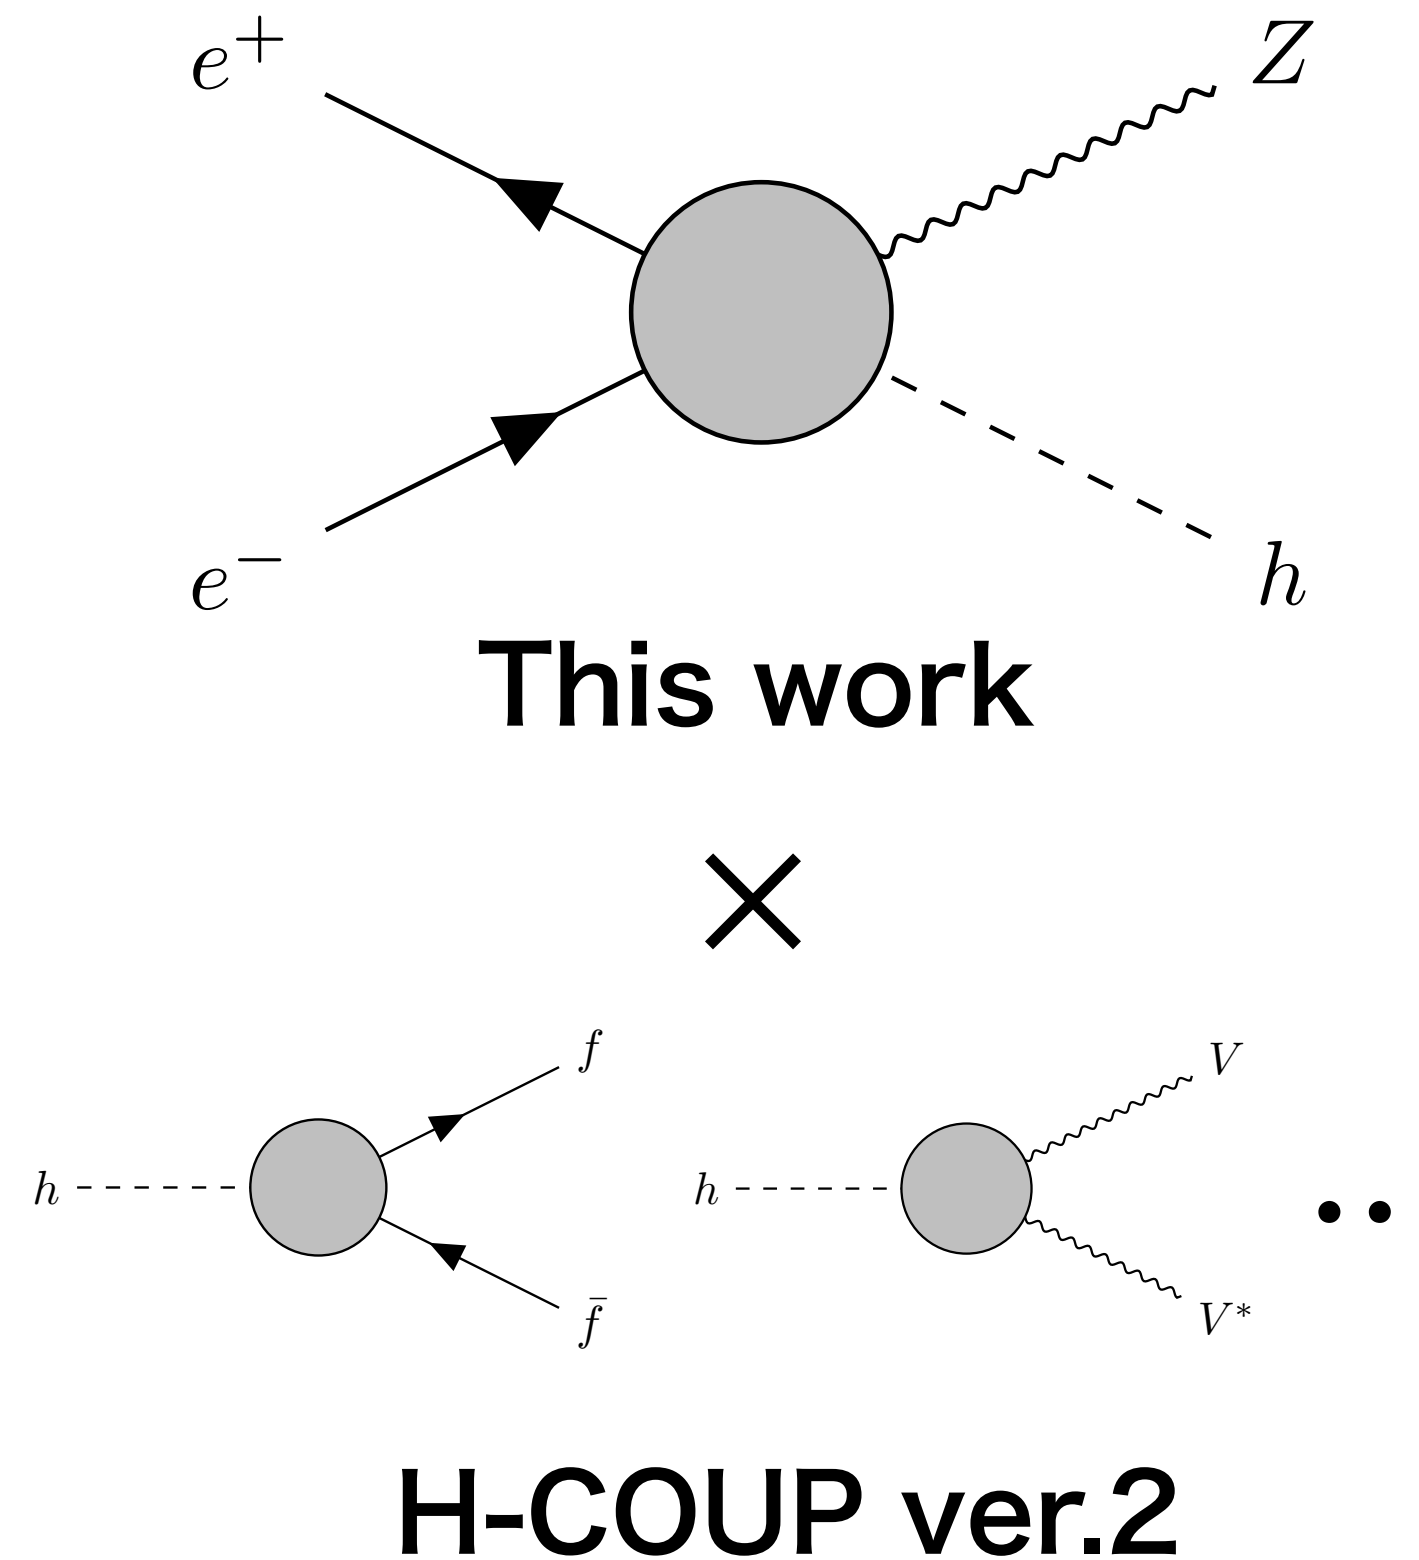 e⁺ Z
e⁻ h
This work
×
f V
h h ••
f̄ V*
H-COUP ver.2